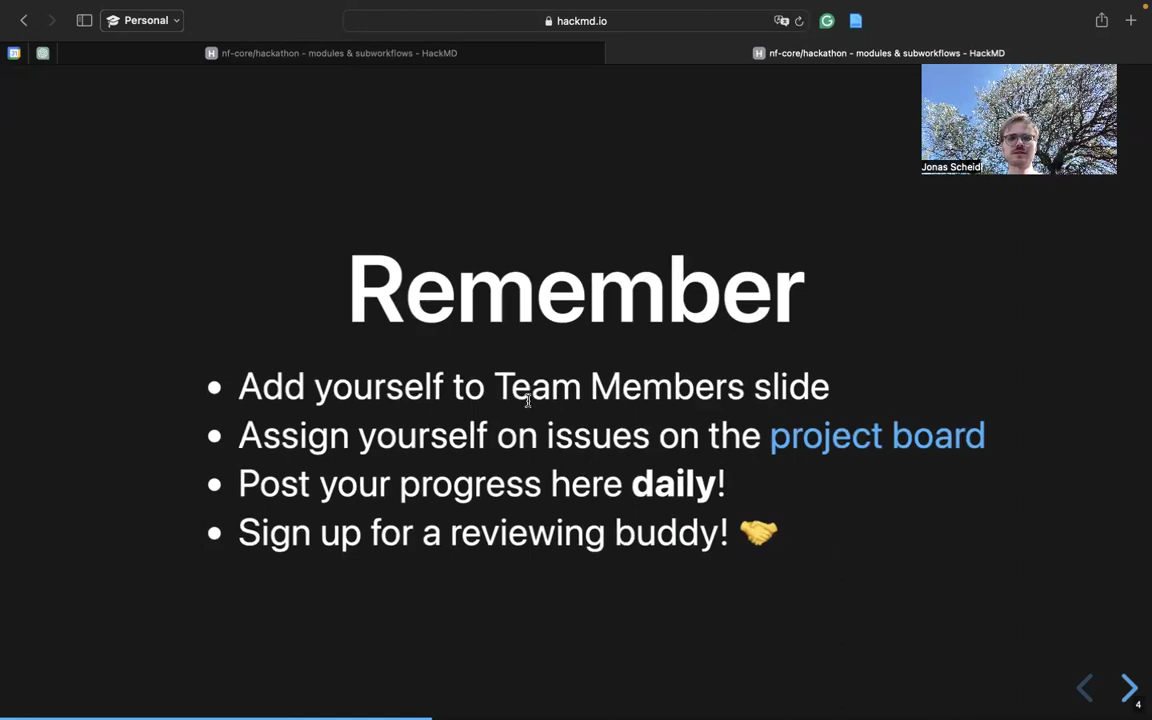 Personal
hackmd.io
nf-core/hackathon - modules & subworkflows - HackMD
nf-core/hackathon - modules & subworkflows - HackMD
Jonas Scheid
Remember
Add yourself to Team Members slide
Assign yourself on issues on the project board
Post your progress here daily!
Sign up for a reviewing buddy! 🤝
4